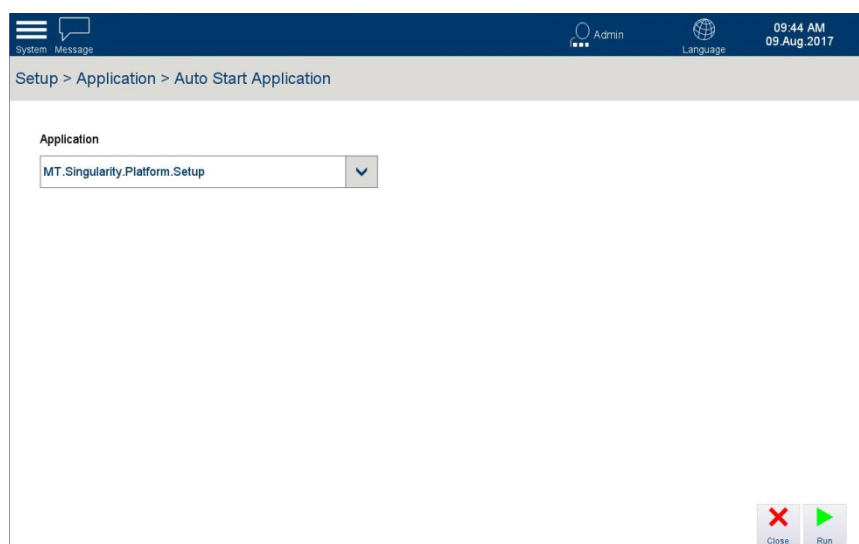 System Message
Admin
Language
09:44 AM
09.Aug.2017
Setup > Application > Auto Start Application
Application
MT.Singularity.Platform.Setup
Close Run